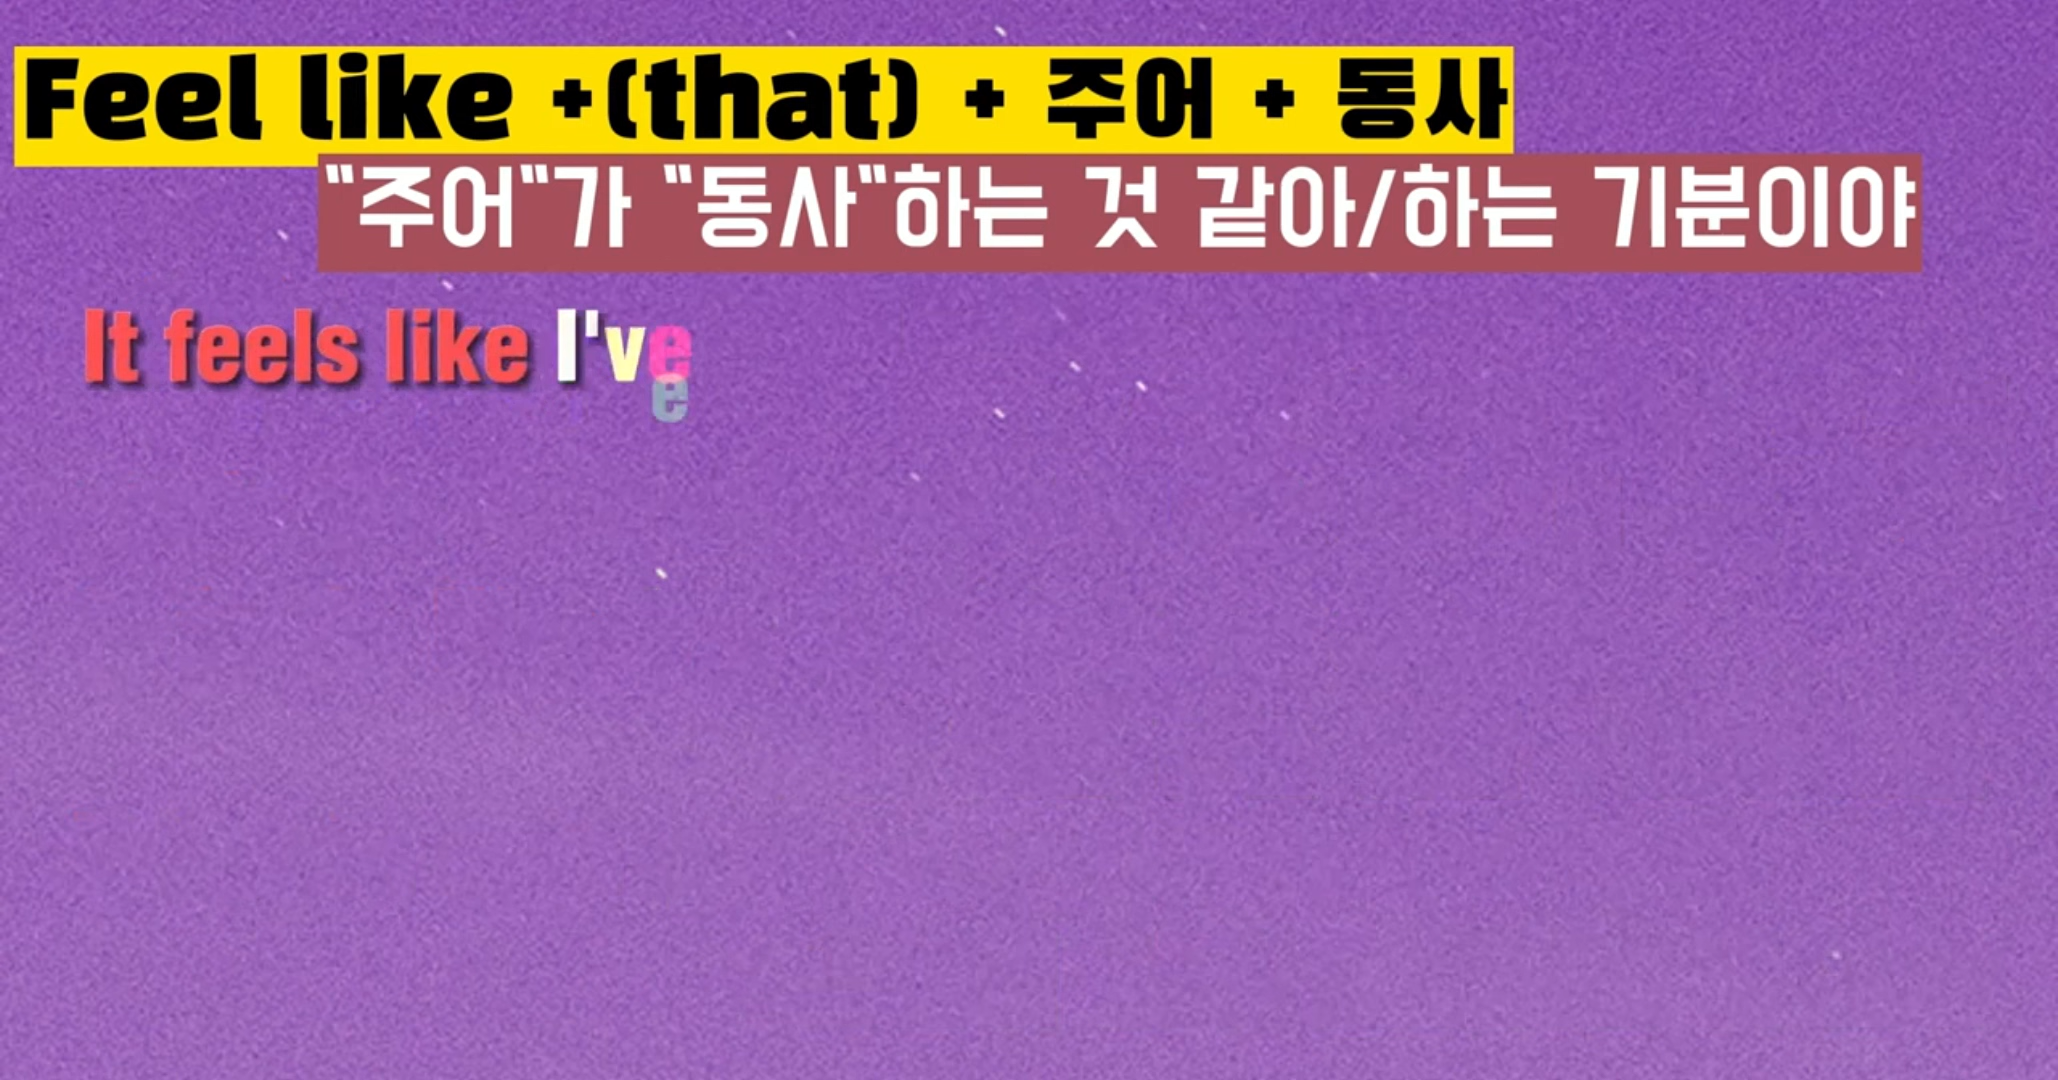 Feel like +(that) + 주어 + 동사
"주어"가 "동사"하는 것 같아/하는 기분이야
It feels like I've